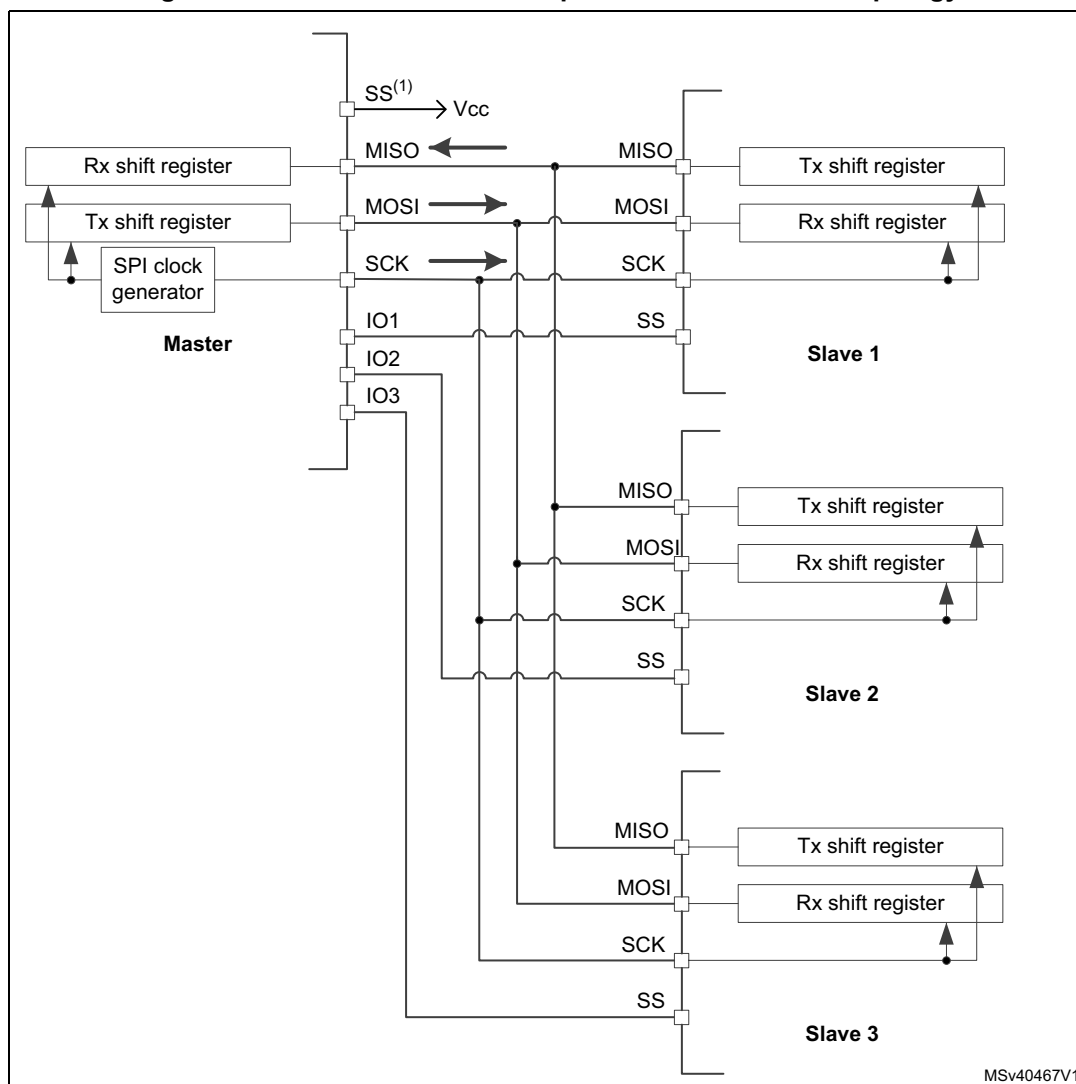 SS(1)
Vcc
MISO
MISO
Rx shift register
Tx shift register
MOSI
MOSI
Tx shift register
Rx shift register
SCK
SCK
SPI clock
generator
IO1
SS
Master
Slave 1
IO2
IO3
MISO
Tx shift register
MOSI
Rx shift register
SCK
SS
Slave 2
MISO
Tx shift register
MOSI
Rx shift register
SCK
SS
Slave 3
MSv40467V1